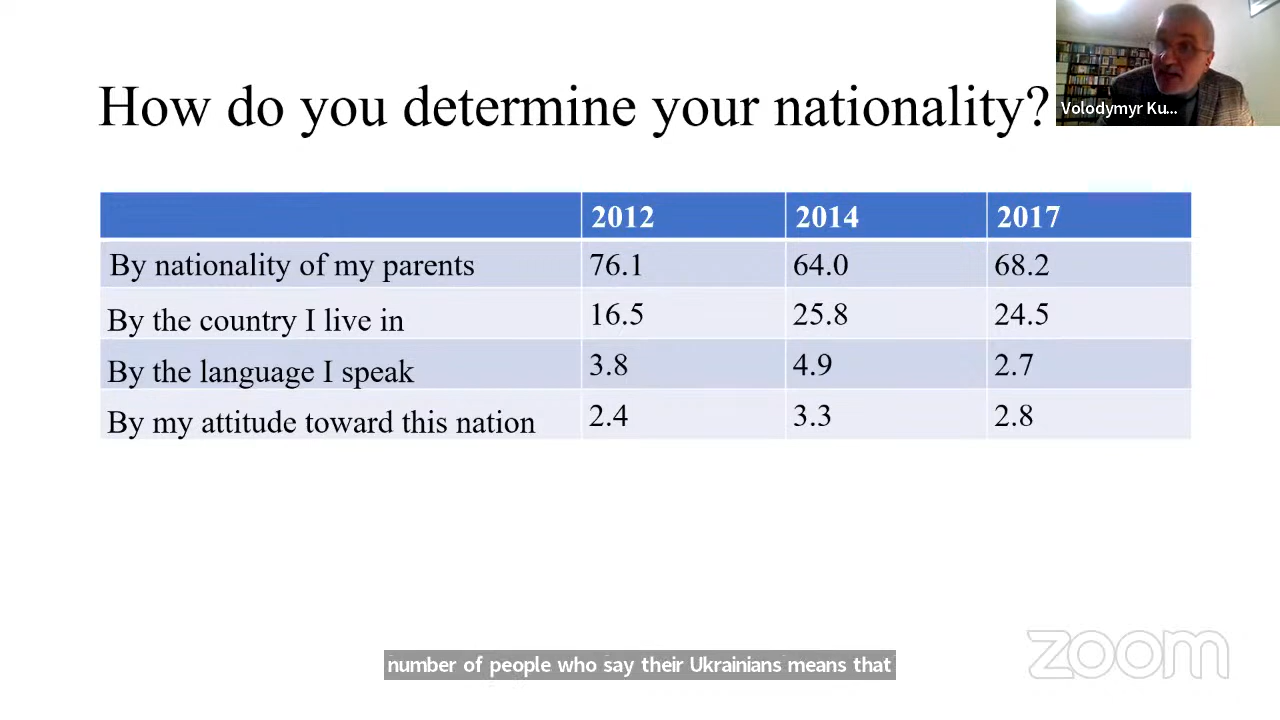 How do you determine your nationality?
Volodymyr Ku...
2012 2014 2017
By nationality of my parents 76.1 64.0 68.2
By the country I live in 16.5 25.8 24.5
By the language I speak 3.8 4.9 2.7
By my attitude toward this nation 2.4 3.3 2.8
number of people who say their Ukrainians means that
zoom